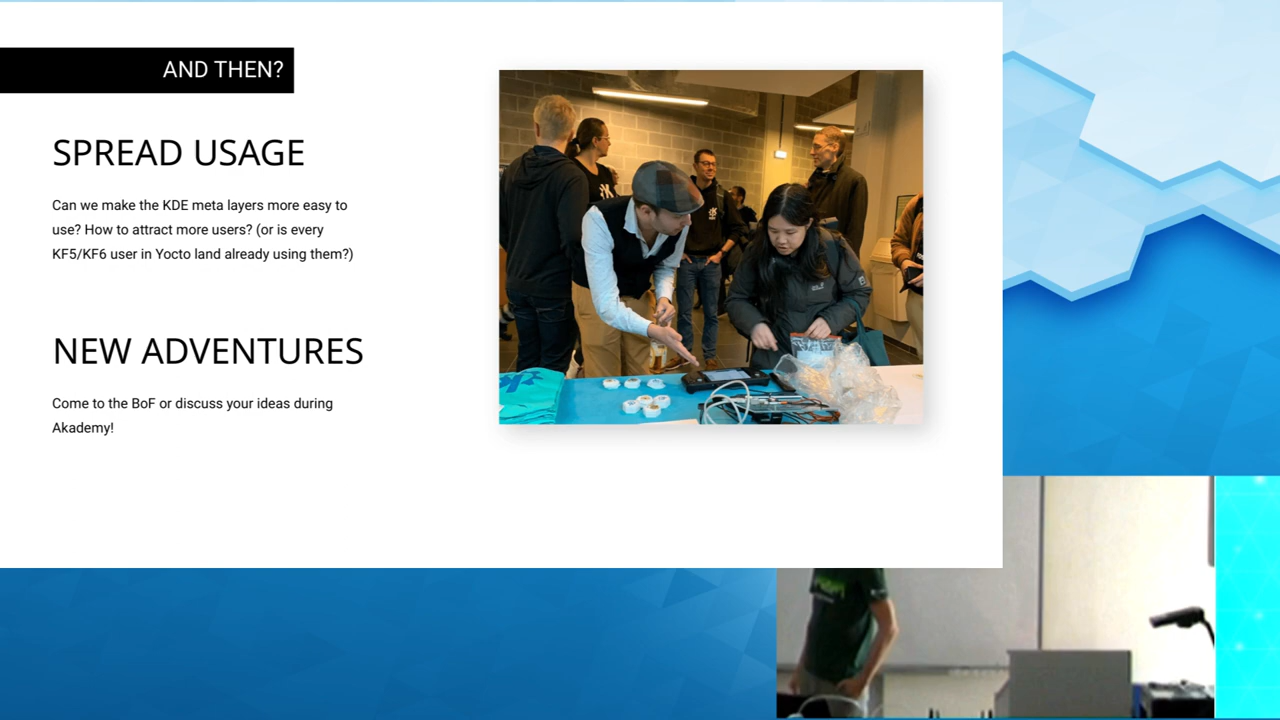 AND THEN?
SPREAD USAGE
Can we make the KDE meta layers more easy to
use? How to attract more users? (or is every
KF5/KF6 user in Yocto land already using them?)
NEW ADVENTURES
Come to the BoF or discuss your ideas during
Akademy!